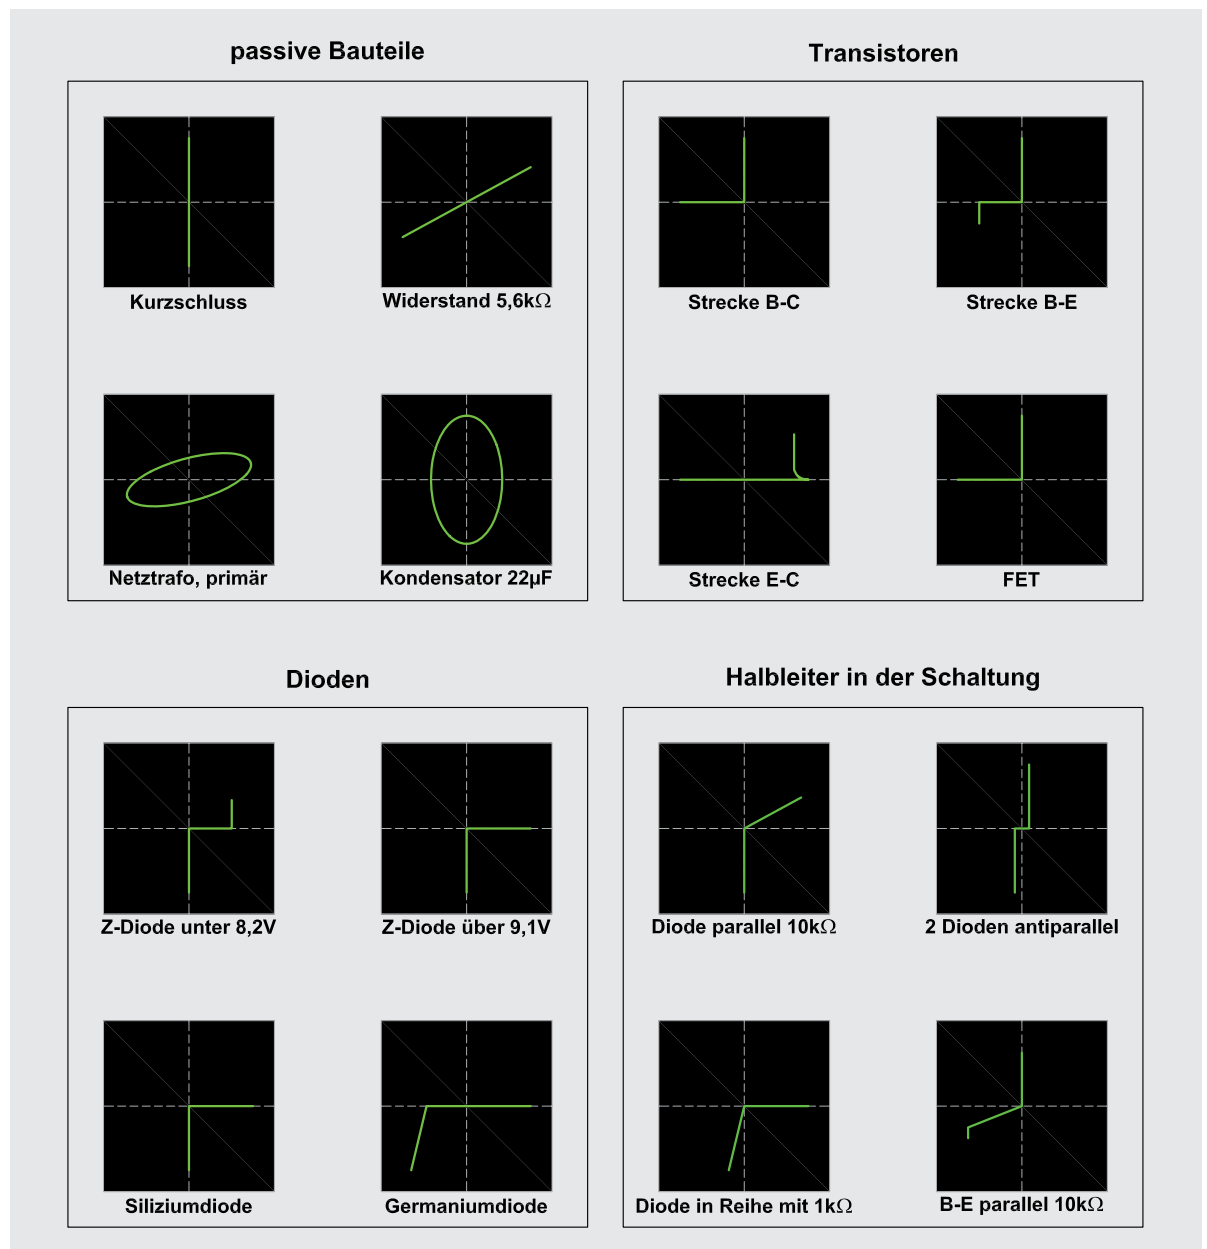 passive Bauteile
Kurzschluss
Widerstand 5,6kΩ
Netztrafo, primär
Kondensator 22µF
Transistoren
Strecke B-C
Strecke B-E
Strecke E-C
FET
Dioden
Z-Diode unter 8,2V
Z-Diode über 9,1V
Siliziumdiode
Germaniumdiode
Halbleiter in der Schaltung
Diode parallel 10kΩ
2 Dioden antiparallel
Diode in Reihe mit 1kΩ
B-E parallel 10kΩ